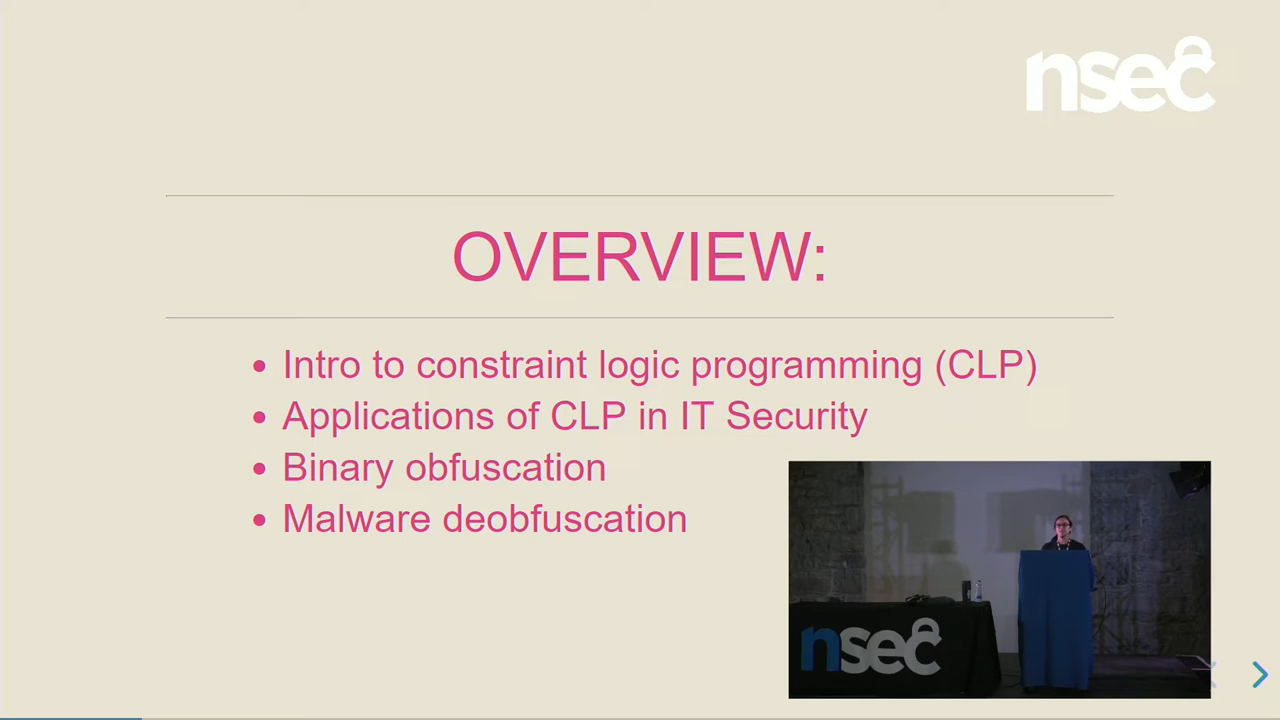 nsec
OVERVIEW:
• Intro to constraint logic programming (CLP)
• Applications of CLP in IT Security
• Binary obfuscation
• Malware deobfuscation
nsec